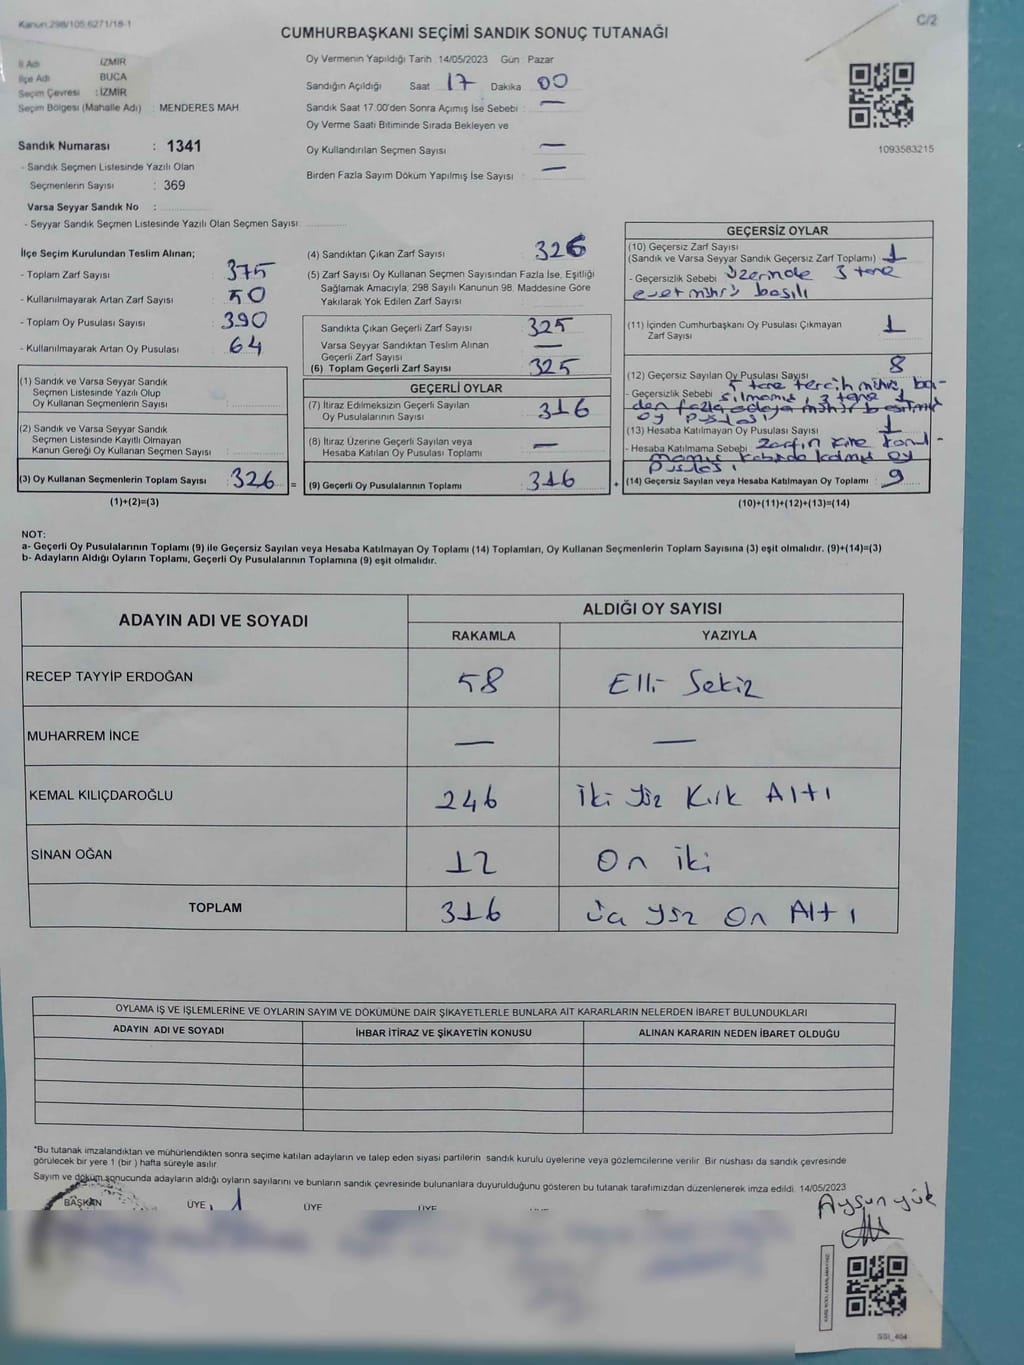 Kanun 298/105,6271/18-1
C/2
CUMHURBAŞKANI SEÇİMİ SANDIK SONUÇ TUTANAĞI
İl Adı İZMİR
İlçe Adı BUCA
Seçim Çevresi : İZMİR
Seçim Bölgesi (Mahalle Adı) : MENDERES MAH
Sandık Numarası : 1341
- Sandık Seçmen Listesinde Yazılı Olan
Seçmenlerin Sayısı : 369
Varsa Seyyar Sandık No :
- Seyyar Sandık Seçmen Listesinde Yazılı Olan Seçmen Sayısı
Oy Vermenin Yapıldığı Tarih 14/05/2023 Gün Pazar
Sandığın Açıldığı Saat 17 Dakika 00
Sandık Saat 17:00'den Sonra Açımış İse Sebebi : —
Oy Verme Saati Bitiminde Sırada Bekleyen ve
Oy Kullandırılan Seçmen Sayısı —
Birden Fazla Sayım Döküm Yapılmış İse Sayısı : —
1093583215
İlçe Seçim Kurulundan Teslim Alınan;
- Toplam Zarf Sayısı : 375
- Kullanılmayarak Artan Zarf Sayısı : 50
- Toplam Oy Pusulası Sayısı : 390
- Kullanılmayarak Artan Oy Pusulası : 64
(1) Sandık ve Varsa Seyyar Sandık
Seçmen Listesinde Yazılı Olup
Oy Kullanan Seçmenlerin Sayısı :
(2) Sandık ve Varsa Seyyar Sandık
Seçmen Listesinde Kayıtlı Olmayan
Kanun Gereği Oy Kullanan Seçmen Sayısı :
(3) Oy Kullanan Seçmenlerin Toplam Sayısı : 326 =
(1)+(2)=(3)
(4) Sandıktan Çıkan Zarf Sayısı : 326
(5) Zarf Sayısı Oy Kullanan Seçmen Sayısından Fazla İse, Eşitliği
Sağlamak Amacıyla, 298 Sayılı Kanunun 98. Maddesine Göre
Yakılarak Yok Edilen Zarf Sayısı :
Sandıkta Çıkan Geçerli Zarf Sayısı : 325
Varsa Seyyar Sandıktan Teslim Alınan
Geçerli Zarf Sayısı : —
(6) Toplam Geçerli Zarf Sayısı : 325
GEÇERLİ OYLAR
(7) İtiraz Edilmeksizin Geçerli Sayılan
Oy Pusulalarının Sayısı : 316
(8) İtiraz Üzerine Geçerli Sayılan veya
Hesaba Katılan Oy Pusulası Toplamı : —
(9) Geçerli Oy Pusulalarının Toplamı : 316 +
GEÇERSİZ OYLAR
(10) Geçersiz Zarf Sayısı
(Sandık ve Varsa Seyyar Sandık Geçersiz Zarf Toplamı) : 1
- Geçersizlik Sebebi : üzerinde 3 tane
evet mührü basılı
(11) İçinden Cumhurbaşkanı Oy Pusulası Çıkmayan
Zarf Sayısı : 1
(12) Geçersiz Sayılan Oy Pusulası Sayısı : 8
- Geçersizlik Sebebi : 5 tane tercih mührü ba-
sılmamış, 3 tane 1
den fazla adaya mühür basılmış
oy pusulası
(13) Hesaba Katılmayan Oy Pusulası Sayısı : 1
- Hesaba Katılmama Sebebi : zarfın içine konul-
mamış kabinde kalmış oy
pusulası
(14) Geçersiz Sayılan veya Hesaba Katılmayan Oy Toplamı : 9
(10)+(11)+(12)+(13)=(14)
NOT:
a- Geçerli Oy Pusulalarının Toplamı (9) ile Geçersiz Sayılan veya Hesaba Katılmayan Oy Toplamı (14) Toplamları, Oy Kullanan Seçmenlerin Toplam Sayısına (3) eşit olmalıdır. (9)+(14)=(3)
b- Adayların Aldığı Oyların Toplamı, Geçerli Oy Pusulalarının Toplamına (9) eşit olmalıdır.
ADAYIN ADI VE SOYADI
ALDIĞI OY SAYISI
RAKAMLA YAZIYLA
RECEP TAYYİP ERDOĞAN 58 Elli Sekiz
MUHARREM İNCE — —
KEMAL KILIÇDAROĞLU 246 İki Yüz Kırk Altı
SİNAN OĞAN 12 On iki
TOPLAM 316 Üç Yüz On Altı
OYLAMA İŞ VE İŞLEMLERİNE VE OYLARIN SAYIM VE DÖKÜMÜNE DAİR ŞİKAYETLERLE BUNLARA AİT KARARLARIN NELERDEN İBARET BULUNDUKLARI
ADAYIN ADI VE SOYADI İHBAR İTİRAZ VE ŞİKAYETİN KONUSU ALINAN KARARIN NEDEN İBARET OLDUĞU
*Bu tutanak imzalandıktan ve mühürlendikten sonra seçime katılan adayların ve talep eden siyasi partilerin sandık kurulu üyelerine veya gözlemcilerine verilir. Bir nüshası da sandık çevresinde
görülecek bir yere 1 (bir ) hafta süreyle asılır.
Sayım ve döküm sonucunda adayların aldığı oyların sayılarını ve bunların sandık çevresinde bulunanlara duyurulduğunu gösteren bu tutanak tarafımızdan düzenlenerek imza edildi. 14/05/2023
BAŞKAN ÜYE ÜYE ÜYE
Aysun yük
SSI_404